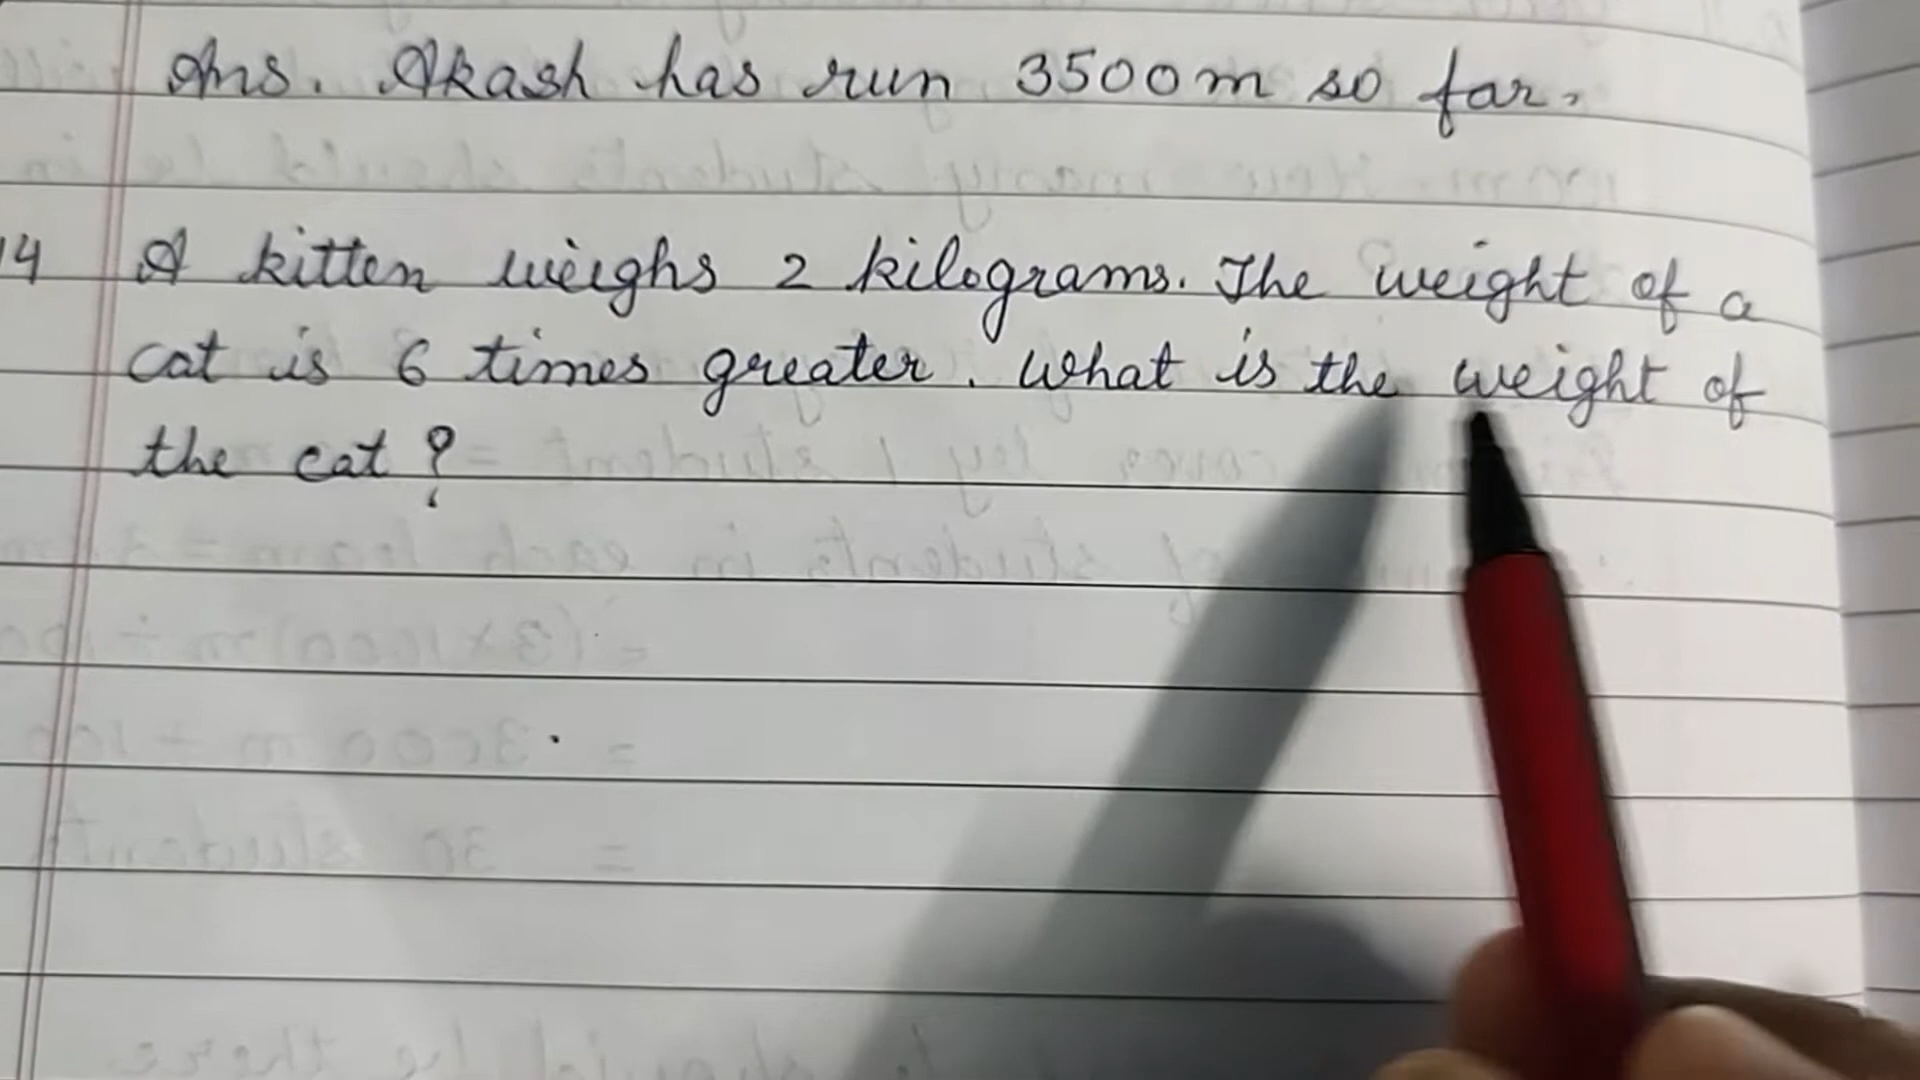 Ans. Akash has run 3500m so far.
14 A kitten weighs 2 kilograms. The weight of a
cat is 6 times greater. What is the weight of
the cat?